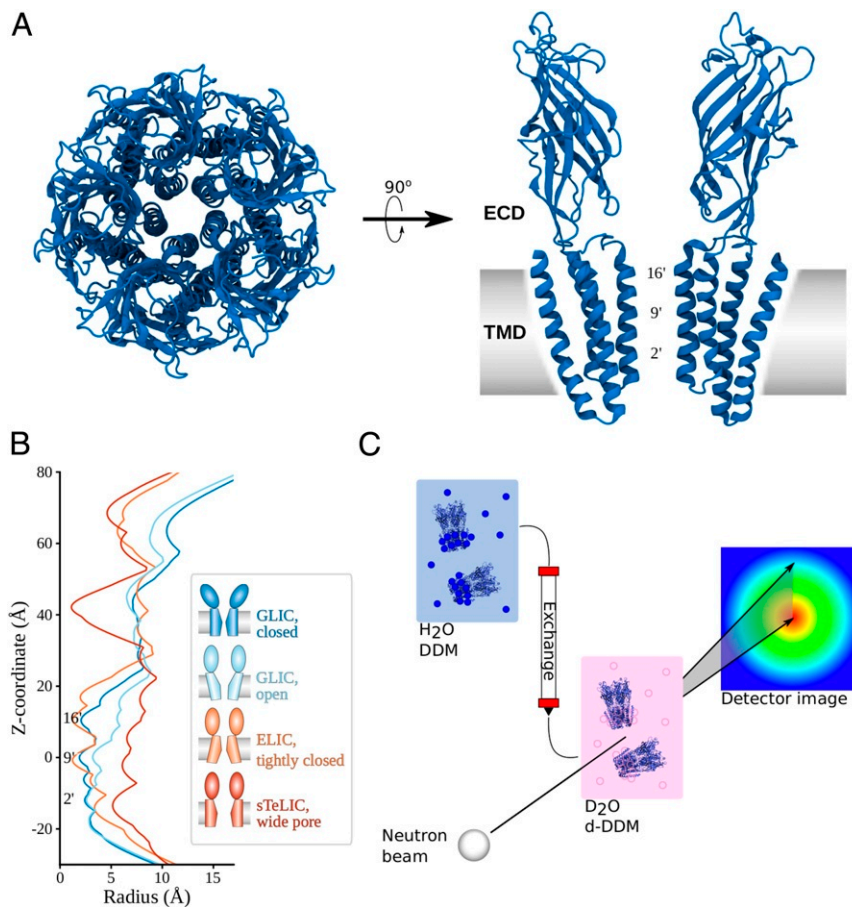 A
90°
ECD
TMD
16'
9'
2'
B
80
60
40
20
0
-20
Z-coordinate (Å)
16'
9'
2'
0
5
10
15
Radius (Å)
GLIC,
closed
GLIC,
open
ELIC,
tightly closed
sTeLIC,
wide pore
C
H2O
DDM
Exchange
D2O
d-DDM
Neutron
beam
Detector image